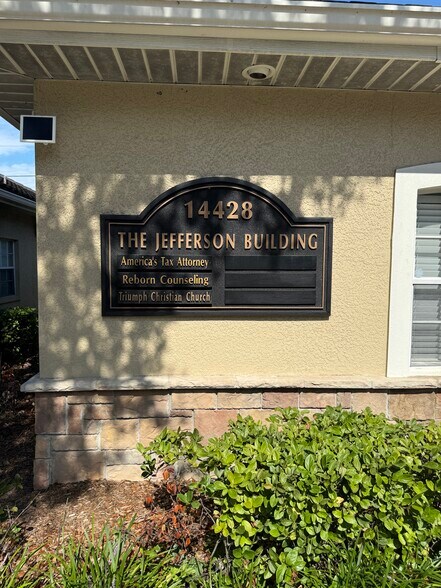 14428
THE JEFFERSON BUILDING
America's Tax Attorney
Reborn Counseling
Triumph Christian Church